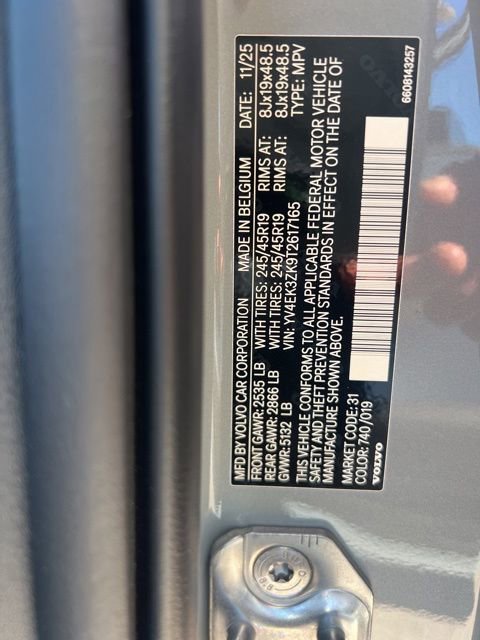 MFD BY VOLVO CAR CORPORATION MADE IN BELGIUM DATE: 11/25
FRONT GAWR: 2535 LB WITH TIRES: 245/45R19 RIMS AT: 8Jx19x48.5
REAR GAWR: 2866 LB WITH TIRES: 245/45R19 RIMS AT: 8Jx19x48.5
GVWR: 5132 LB VIN: YV4EK3ZK9T2617165 TYPE: MPV
THIS VEHICLE CONFORMS TO ALL APPLICABLE FEDERAL MOTOR VEHICLE
SAFETY AND THEFT PREVENTION STANDARDS IN EFFECT ON THE DATE OF
MANUFACTURE SHOWN ABOVE.
MARKET CODE: 31
COLOR: 740/019
VOLVO
6608143257
8.8